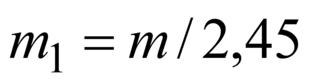 m₁ = m / 2,45